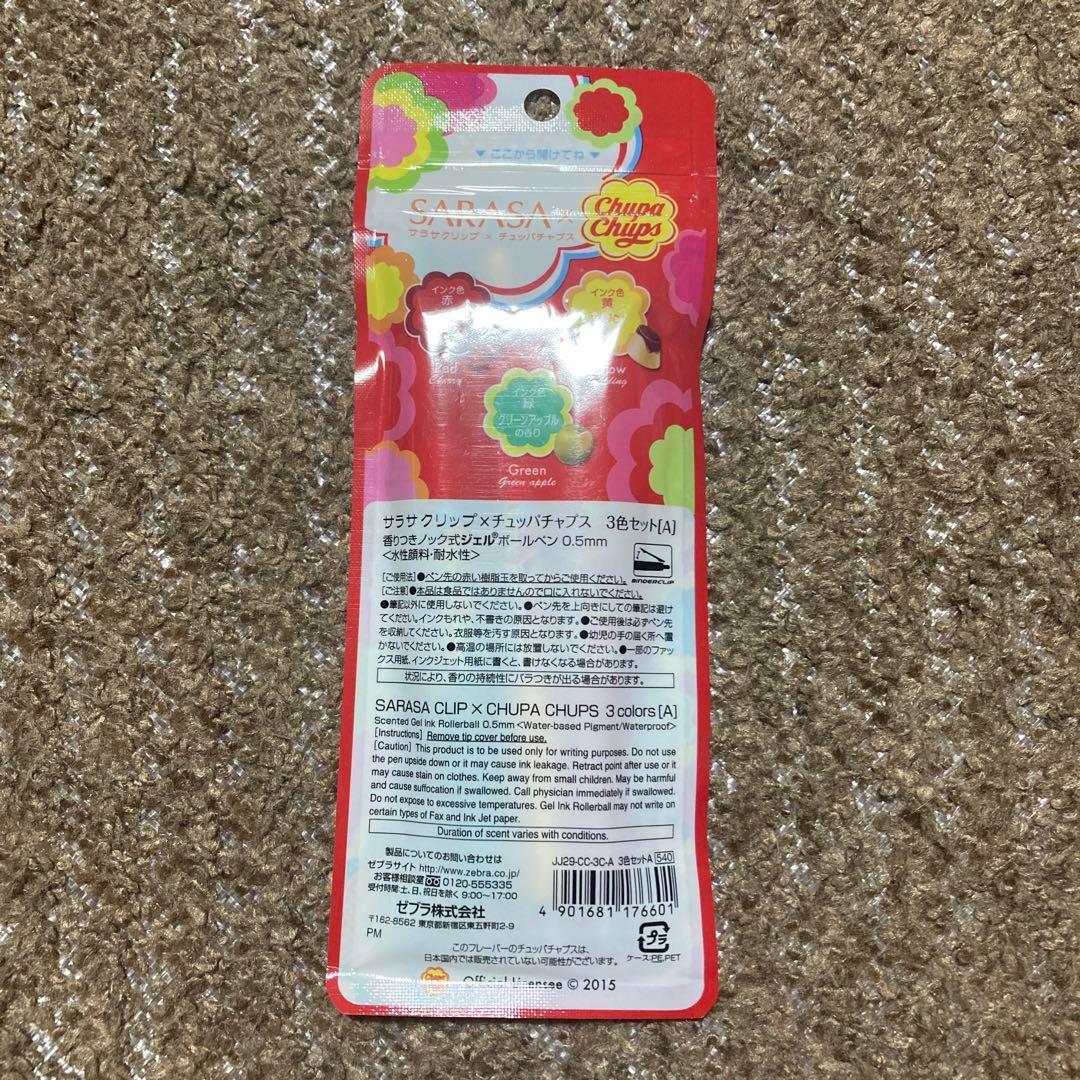 ▼ ここから開けてね ▼
SARASA×
Chupa
Chups
サラサクリップ × チュッパチャプス
インク色
赤
インク色
黄
Red
Cherry
インク色
緑
グリーンアップル
の香り
Green
Green apple
サラサ クリップ×チュッパチャプス 3色セット[A]
香りつきノック式ジェル®ボールペン 0.5mm
<水性顔料・耐水性>
BINDERCLIP
[ご使用法]●ペン先の赤い樹脂玉を取ってからご使用ください。
[ご注意]●本品は食品ではありませんので口に入れないでください。
●筆記以外に使用しないでください。●ペン先を上向きにしての筆記は避け
てください。インクもれや、不書きの原因となります。●ご使用後は必ずペン先
を収納してください。衣服等を汚す原因となります。●幼児の手の届く所へ置
かないでください。●高温の場所には放置しないでください。●一部のファッ
クス用紙、インクジェット用紙に書くと、書けなくなる場合があります。
状況により、香りの持続性にバラつきが出る場合があります。
SARASA CLIP × CHUPA CHUPS 3 colors [A]
Scented Gel Ink Rollerball 0.5mm <Water-based Pigment/Waterproof>
[Instructions] Remove tip cover before use.
[Caution] This product is to be used only for writing purposes. Do not use
the pen upside down or it may cause ink leakage. Retract point after use or it
may cause stain on clothes. Keep away from small children. May be harmful
and cause suffocation if swallowed. Call physician immediately if swallowed.
Do not expose to excessive temperatures. Gel Ink Rollerball may not write on
certain types of Fax and Ink Jet paper.
Duration of scent varies with conditions.
製品についてのお問い合わせは
ゼブラサイト http://www.zebra.co.jp/
お客様相談室 0120-555335
受付時間:土、日、祝日を除く 9:00~17:00
ゼブラ株式会社
〒162-8562 東京都新宿区東五軒町2-9
PM
JJ29-CC-3C-A 3色セットA 540
4 901681 176601
プラ
ケース:PE,PET
このフレーバーのチュッパチャプスは、
日本国内では販売されていない可能性がございます。
Chupa
Chups
Official Licensee © 2015